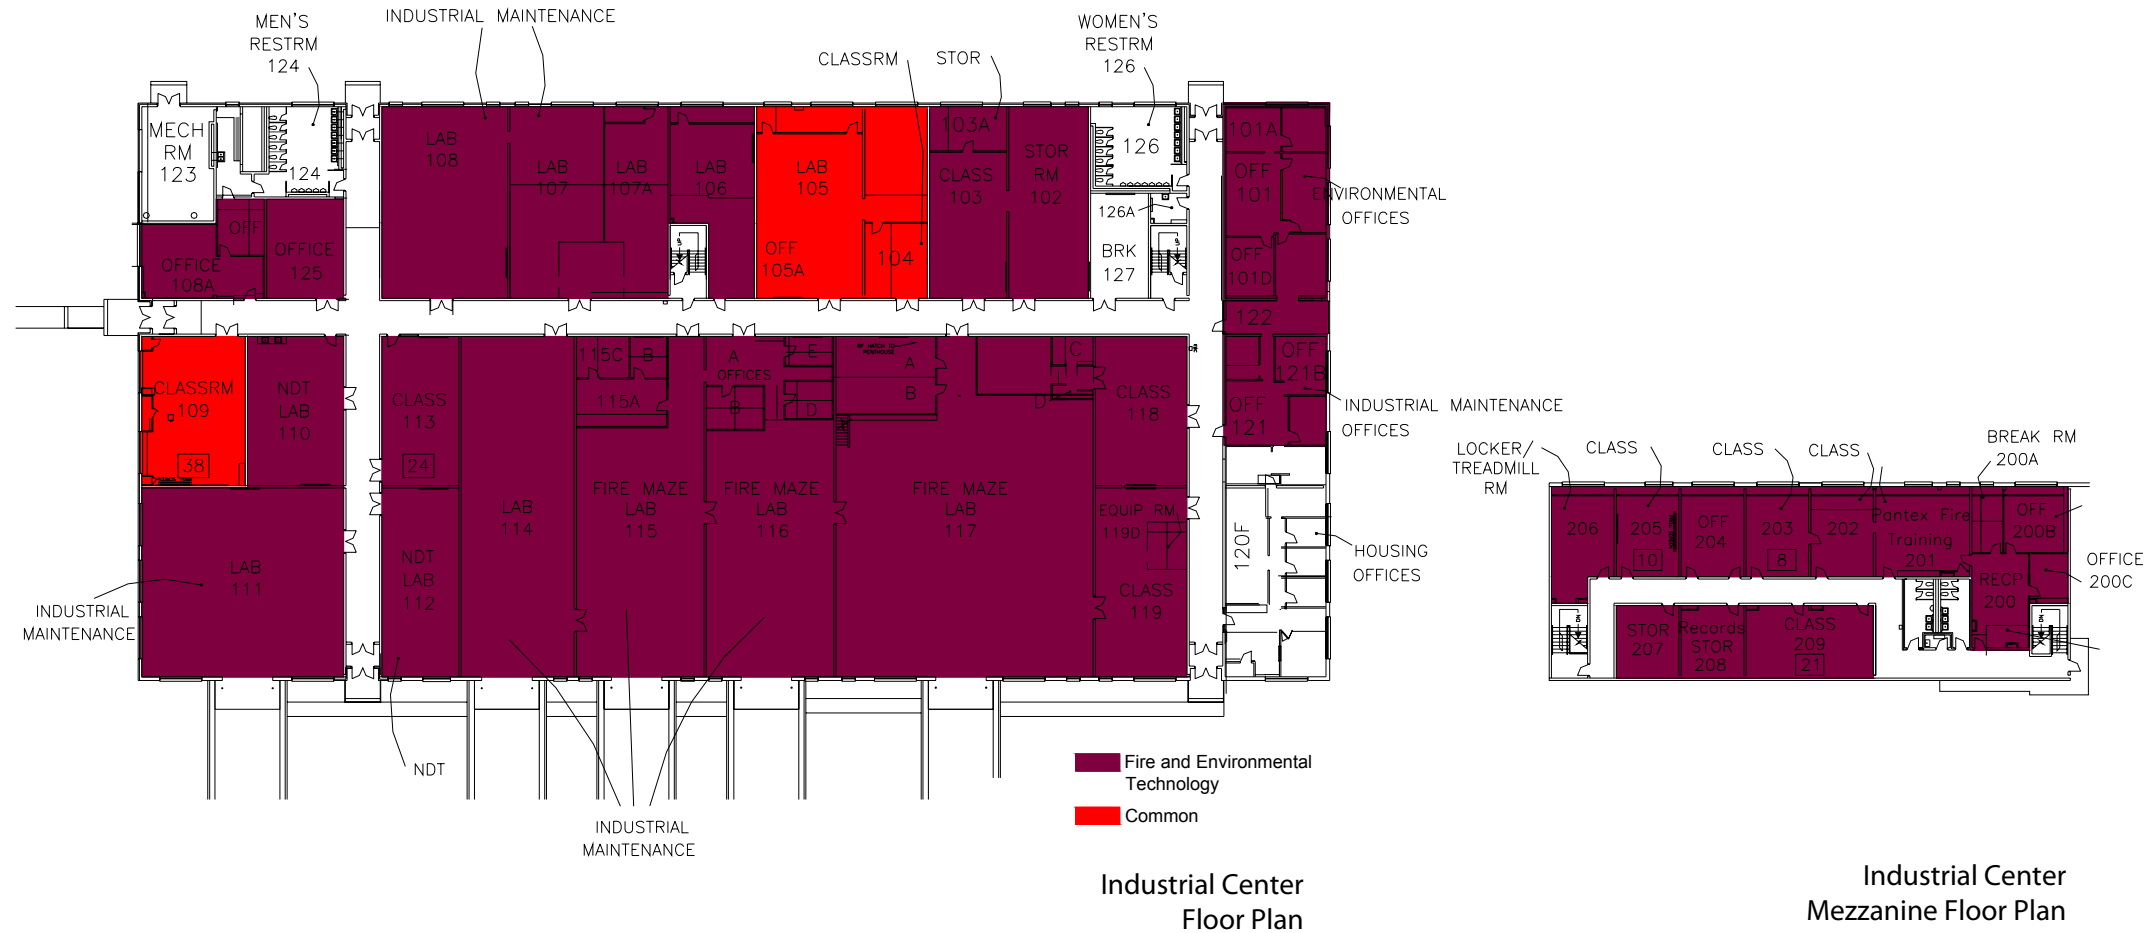 INDUSTRIAL MAINTENANCE
MEN'S
RESTRM
124
WOMEN'S
RESTRM
126
CLASSRM
STOR
MECH
RM
123
124
LAB
108
LAB
107
LAB
107A
LAB
106
LAB
105
OFF
105A
104
103A
CLASS
103
STOR
RM
102
126
126A
BRK
127
UP
UP
101A
OFF
101
ENVIRONMENTAL
OFFICES
OFF
101D
122
OFF
OFFICE
125
OFFICE
108A
CLASSRM
109
38
NDT
LAB
110
CLASS
113
24
LAB
114
115C
B
115A
A
OFFICES
B
E
D
RF HATCH TO
PENTHOUSE
A
B
C
D
CLASS
118
OFF
121B
OFF
121
INDUSTRIAL MAINTENANCE
OFFICES
LAB
111
INDUSTRIAL
MAINTENANCE
NDT
LAB
112
FIRE MAZE
LAB
115
FIRE MAZE
LAB
116
FIRE MAZE
LAB
117
EQUIP RM
119D
CLASS
119
120F
HOUSING
OFFICES
NDT
INDUSTRIAL
MAINTENANCE
Fire and Environmental
Technology
Common
Industrial Center
Floor Plan
LOCKER/
TREADMILL
RM
CLASS
CLASS
CLASS
BREAK RM
200A
206
205
10
OFF
204
203
8
202
Pantex Fire
Training
201
OFF
200B
OFFICE
200C
RECP
200
DN
STOR
207
Records
STOR
208
CLASS
209
21
DN
Industrial Center
Mezzanine Floor Plan